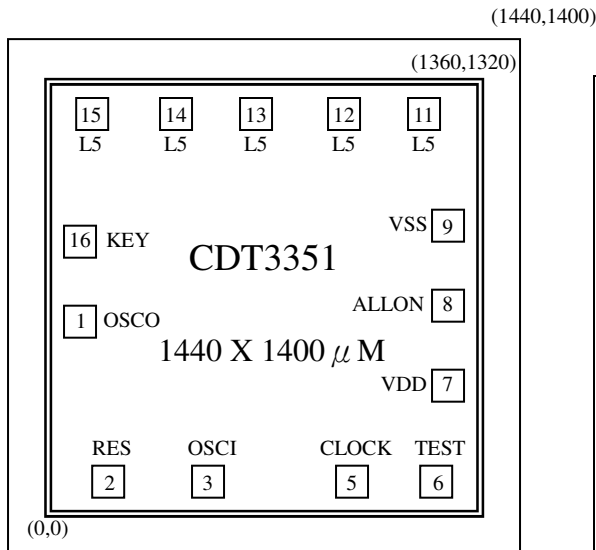 (1440,1400)
(1360,1320)
15 14 13 12 11
L5 L5 L5 L5 L5
VSS 9
16 KEY
CDT3351
ALLON 8
1 OSCO
1440 X 1400 μ M
VDD 7
RES OSCI CLOCK TEST
2 3 5 6
(0,0)